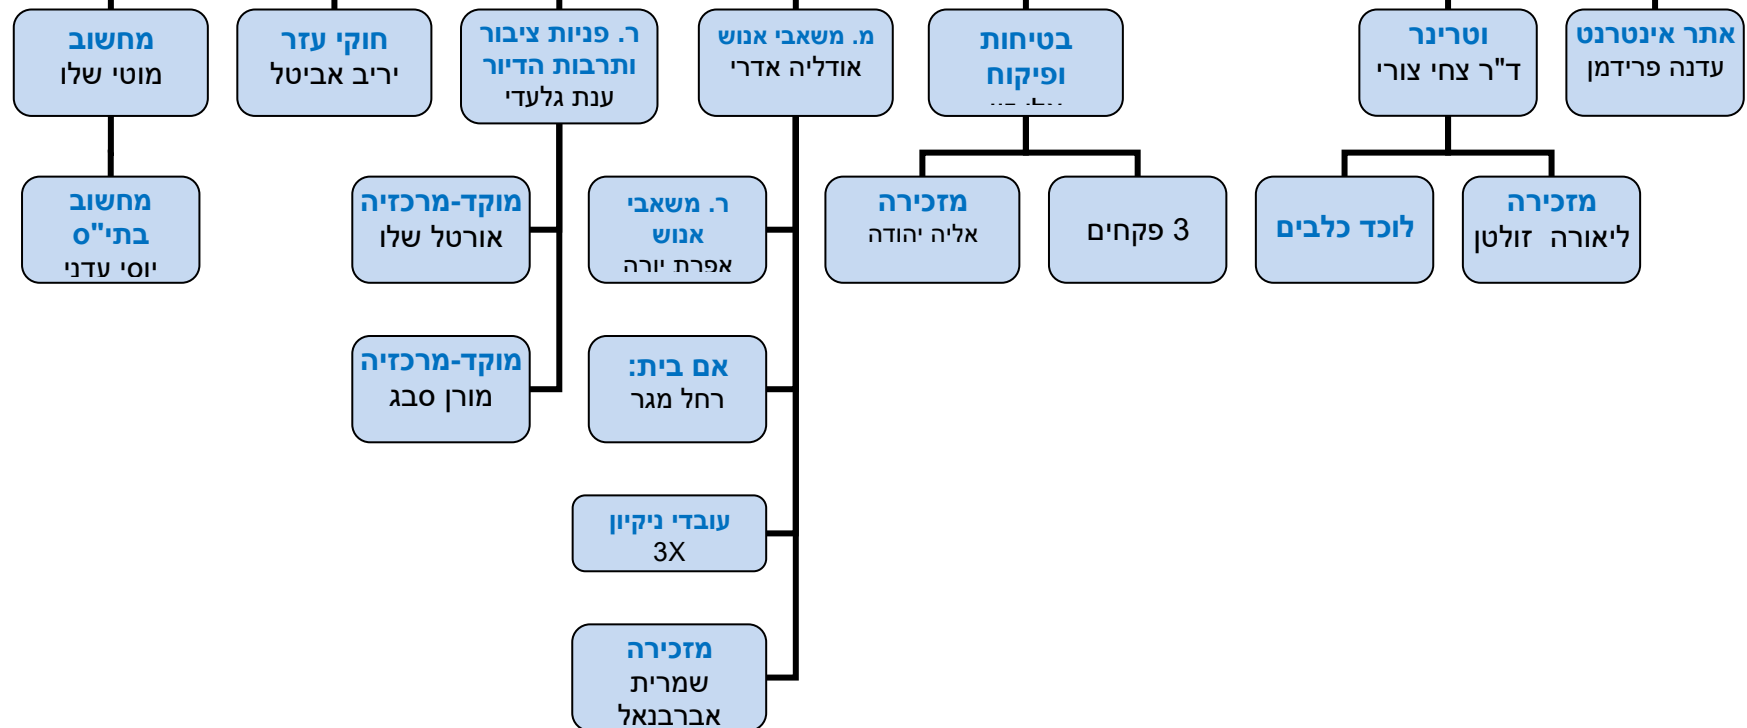 אתר אינטרנט
עדנה פרידמן
וטרינר
ד"ר צחי צורי
בטיחות
ופיקוח
מ. משאבי אנוש
אודליה אדרי
ר. פניות ציבור
ותרבות הדיור
ענת גלעדי
חוקי עזר
יריב אביטל
מחשוב
מוטי שלו
מזכירה
ליאורה זולטן
לוכד כלבים
3 פקחים
מזכירה
אליה יהודה
ר. משאבי
אנוש
אפרת יורה
מוקד-מרכזיה
אורטל שלו
מחשוב
בתי"ס
יוסי עדני
אם בית:
רחל מגר
מוקד-מרכזיה
מורן סבג
עובדי ניקיון
3X
מזכירה
שמרית
אברבנאל